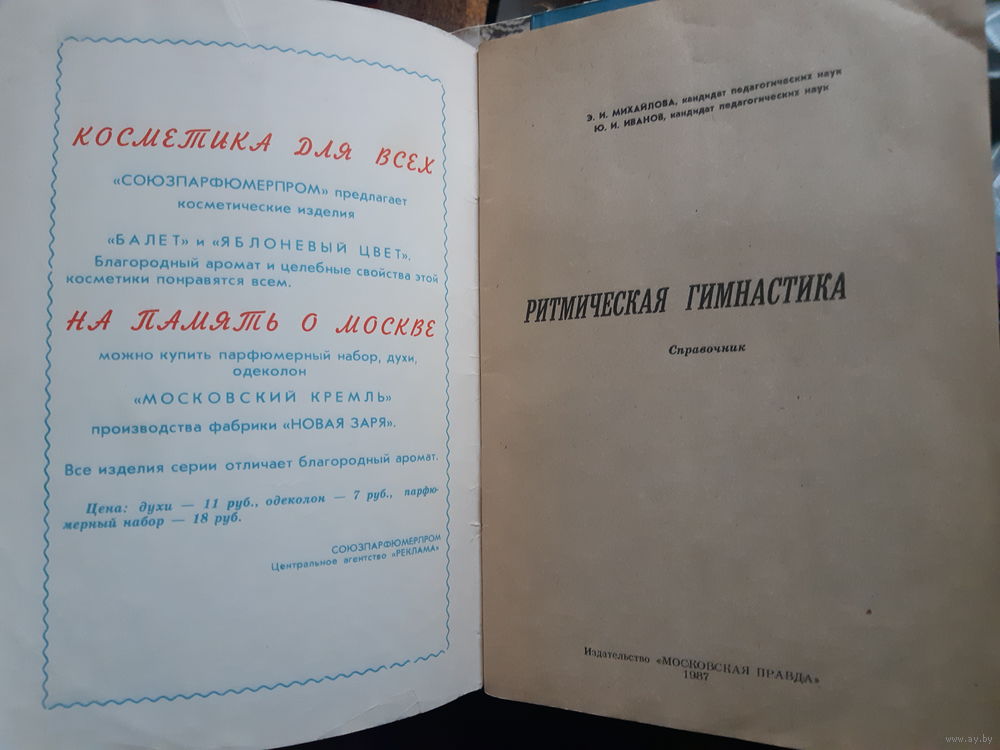 КОСМЕТИКА ДЛЯ ВСЕХ
«СОЮЗПАРФЮМЕРПРОМ» предлагает
косметические изделия
«БАЛЕТ» и «ЯБЛОНЕВЫЙ ЦВЕТ».
Благородный аромат и целебные свойства этой
косметики понравятся всем.
НА ПАМЯТЬ О МОСКВЕ
можно купить парфюмерный набор, духи,
одеколон
«МОСКОВСКИЙ КРЕМЛЬ»
производства фабрики «НОВАЯ ЗАРЯ».
Все изделия серии отличает благородный аромат.
Цена: духи — 11 руб., одеколон — 7 руб., парфю-
мерный набор — 18 руб.
СОЮЗПАРФЮМЕРПРОМ
Центральное агентство «РЕКЛАМА»
Э. И. МИХАЙЛОВА, кандидат педагогических наук
Ю. И. ИВАНОВ, кандидат педагогических наук
РИТМИЧЕСКАЯ ГИМНАСТИКА
Справочник
Издательство «МОСКОВСКАЯ ПРАВДА»
1987
www.ay.by